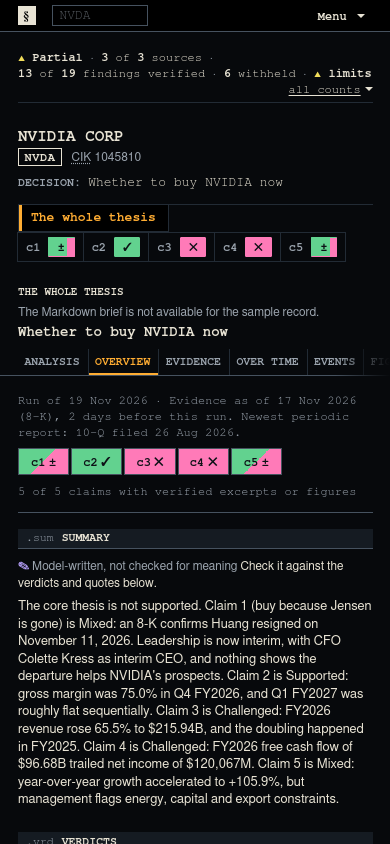 § NVDA Menu
▲ Partial · 3 of 3 sources ·
13 of 19 findings verified · 6 withheld · ▲ limits
all counts
NVIDIA CORP
NVDA CIK 1045810
DECISION: Whether to buy NVIDIA now
The whole thesis
c1 ± c2 ✓ c3 ✕ c4 ✕ c5 ±
THE WHOLE THESIS
The Markdown brief is not available for the sample record.
Whether to buy NVIDIA now
ANALYSIS OVERVIEW EVIDENCE OVER TIME EVENTS
Run of 19 Nov 2026 · Evidence as of 17 Nov 2026
(8-K), 2 days before this run. Newest periodic
report: 10-Q filed 26 Aug 2026.
c1 ± c2 ✓ c3 ✕ c4 ✕ c5 ±
5 of 5 claims with verified excerpts or figures
.sum SUMMARY
✎ Model-written, not checked for meaning Check it against the
verdicts and quotes below.
The core thesis is not supported. Claim 1 (buy because Jensen
is gone) is Mixed: an 8-K confirms Huang resigned on
November 11, 2026. Leadership is now interim, with CFO
Colette Kress as interim CEO, and nothing shows the
departure helps NVIDIA's prospects. Claim 2 is Supported:
gross margin was 75.0% in Q4 FY2026, and Q1 FY2027 was
roughly flat sequentially. Claim 3 is Challenged: FY2026
revenue rose 65.5% to $215.94B, and the doubling happened
in FY2025. Claim 4 is Challenged: FY2026 free cash flow of
$96.68B trailed net income of $120,067M. Claim 5 is Mixed:
year-over-year growth accelerated to +105.9%, but
management flags energy, capital and export constraints.
.vrd VERDICTS